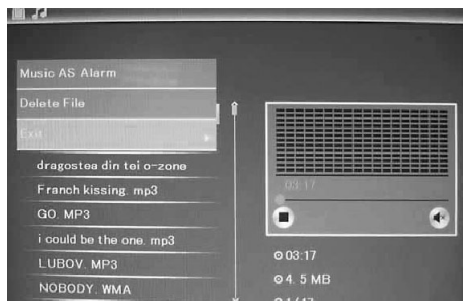 Music AS Alarm
Delete File
Exit
dragostea din tei o-zone
Franch kissing. mp3
GO. MP3
i could be the one. mp3
LUBOV. MP3
NOBODY. WMA
03:17
03:17
4. 5 MB